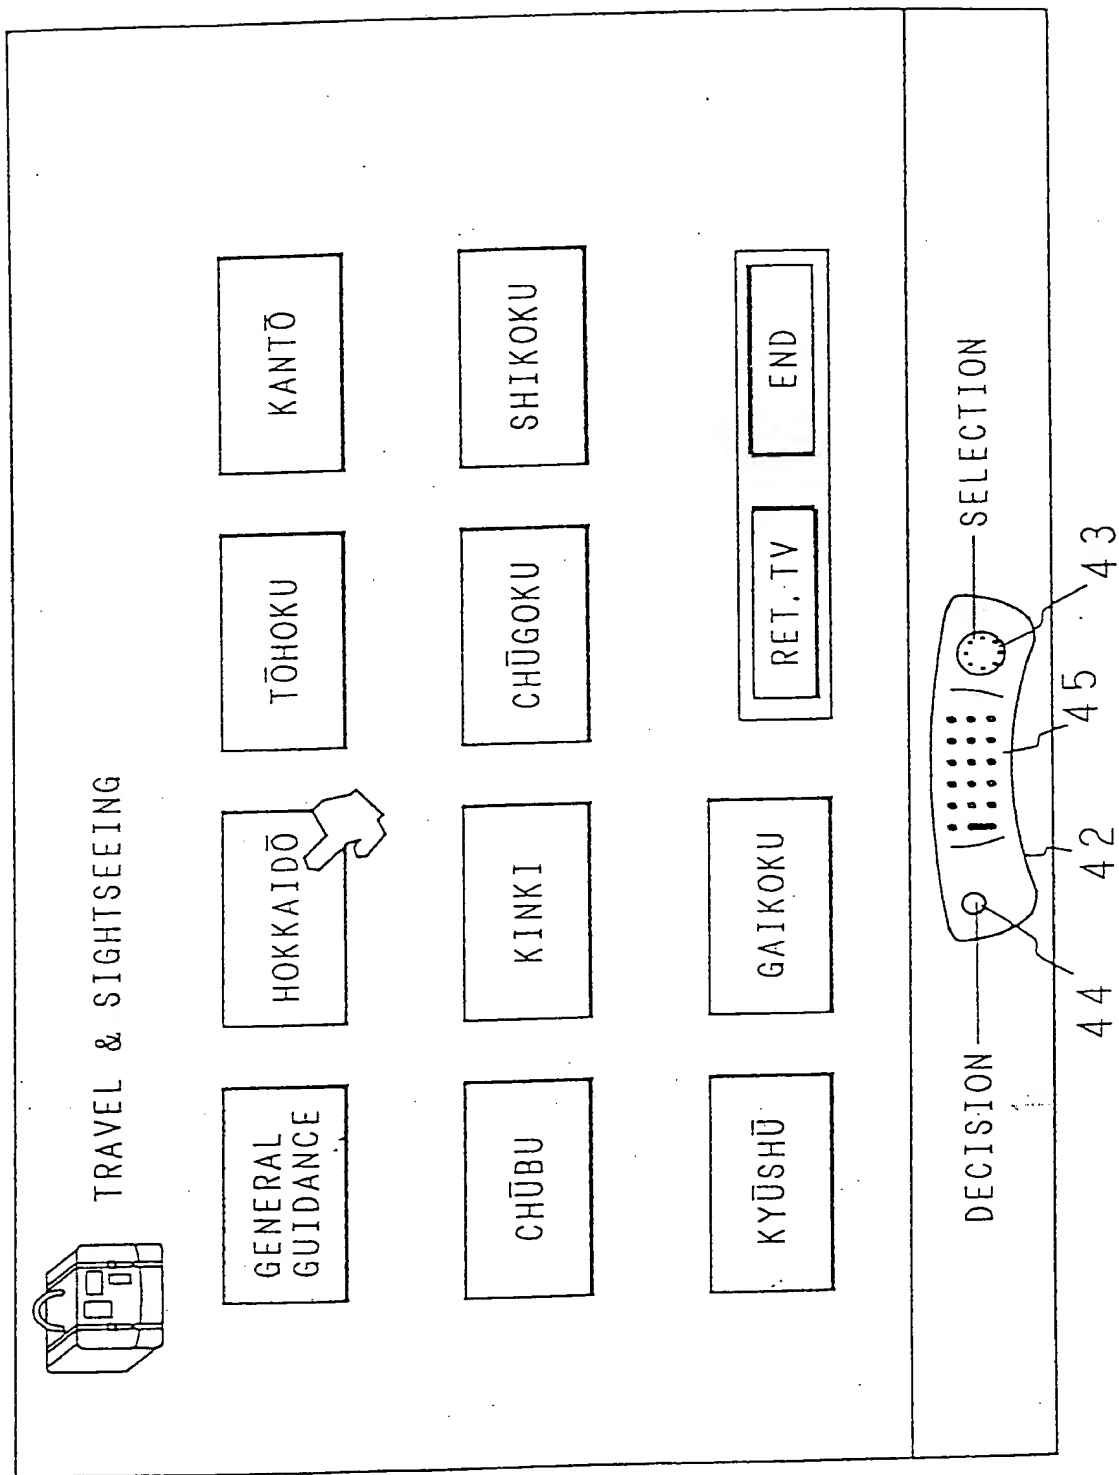 TRAVEL & SIGHTSEEING
GENERAL
GUIDANCE
HOKKAIDŌ
TŌHOKU
KANTŌ
CHŪBU
KINKI
CHŪGOKU
SHIKOKU
KYŪSHŪ
GAIKOKU
RET. TV
END
DECISION
SELECTION
44
42
45
43